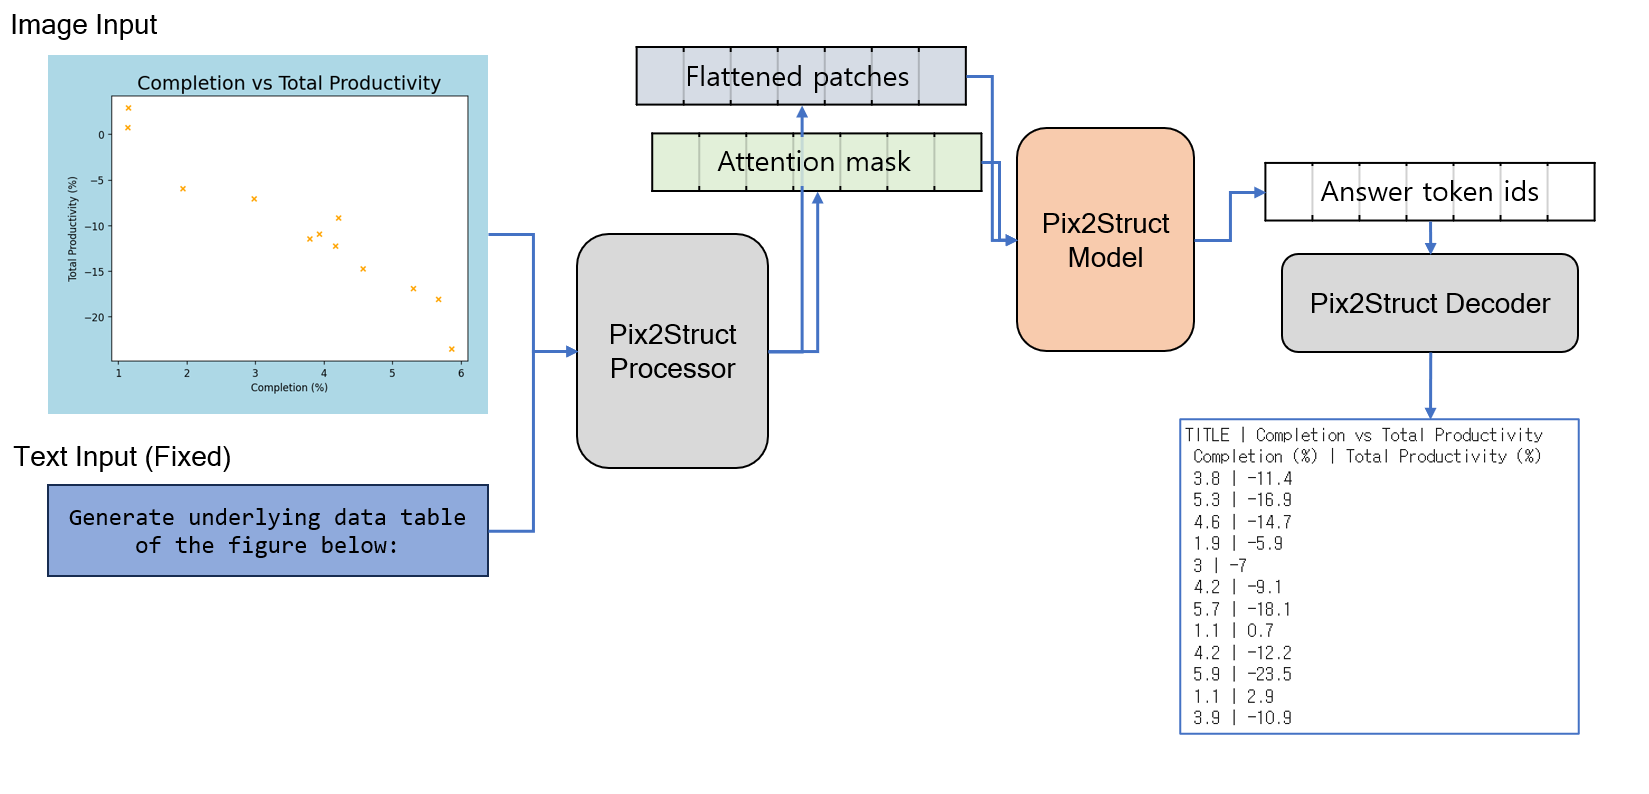 Image Input
Completion vs Total Productivity
Total Productivity (%)
0
−5
−10
−15
−20
1 2 3 4 5 6
Completion (%)
Text Input (Fixed)
Generate underlying data table
of the figure below:
Pix2Struct
Processor
Flattened patches
Attention mask
Pix2Struct
Model
Answer token ids
Pix2Struct Decoder
TITLE | Completion vs Total Productivity
Completion (%) | Total Productivity (%)
3.8 | -11.4
5.3 | -16.9
4.6 | -14.7
1.9 | -5.9
3 | -7
4.2 | -9.1
5.7 | -18.1
1.1 | 0.7
4.2 | -12.2
5.9 | -23.5
1.1 | 2.9
3.9 | -10.9